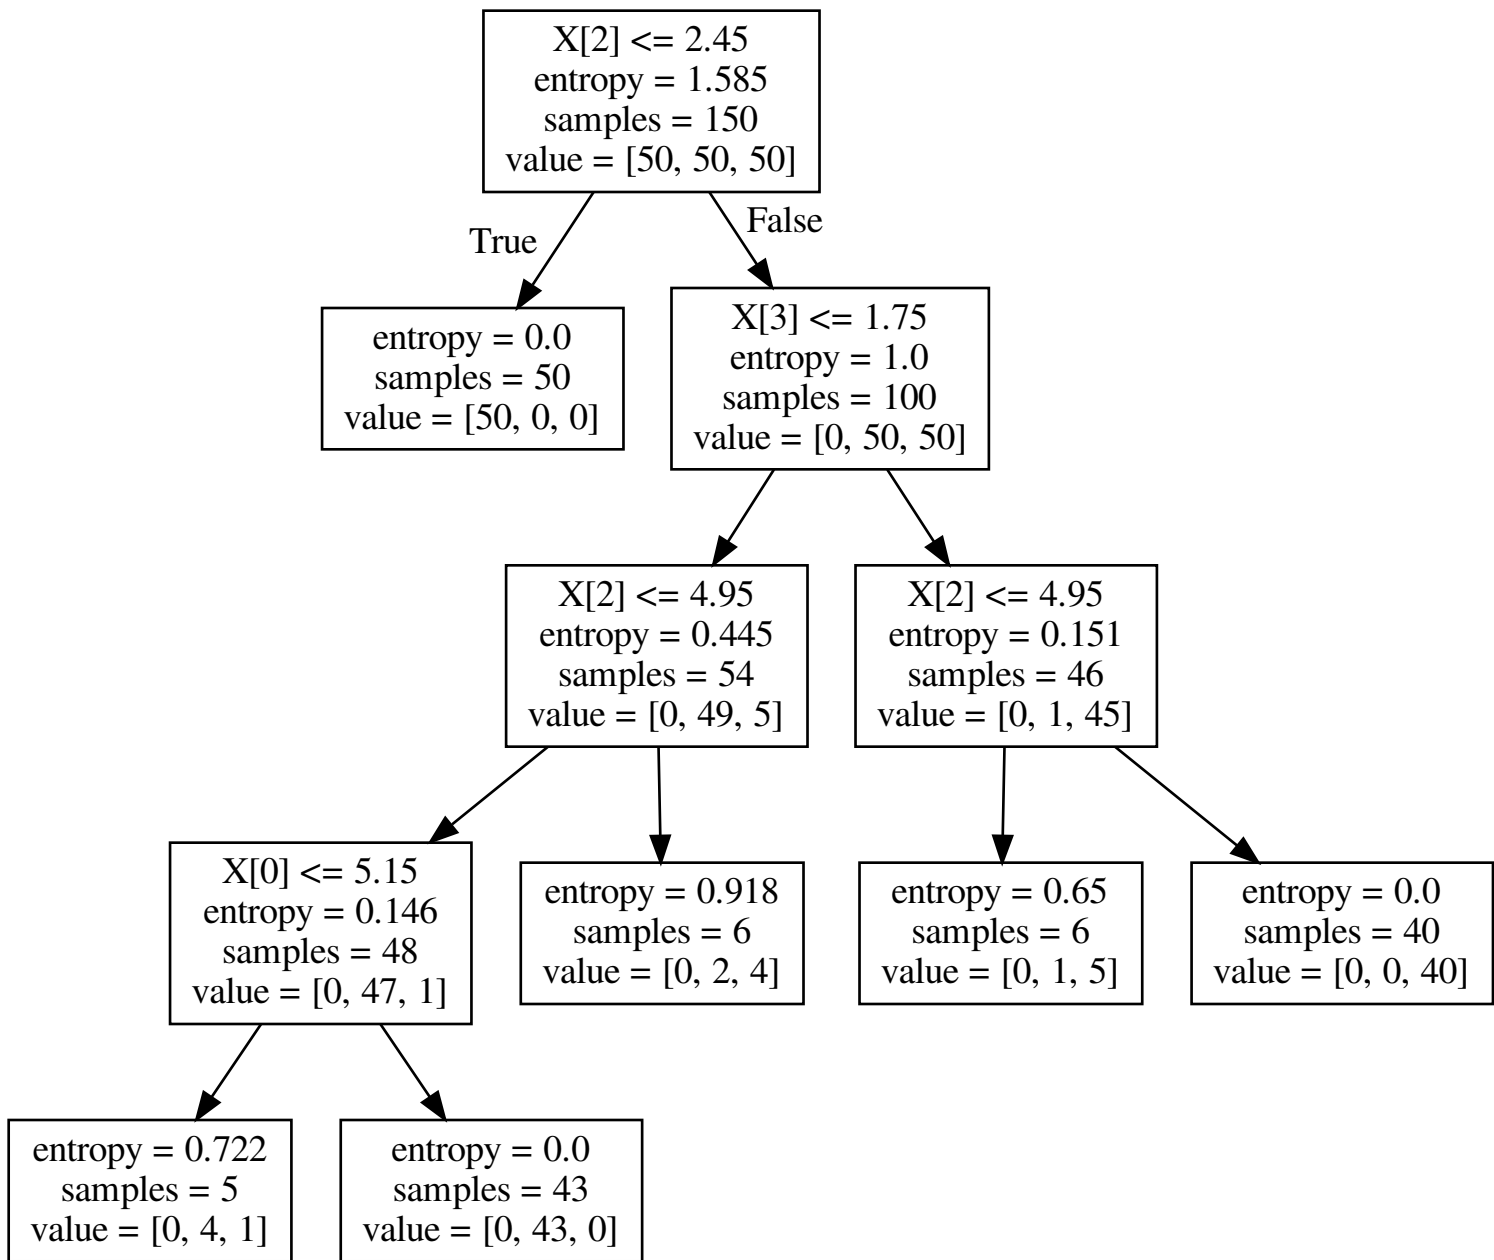 X[2] <= 2.45
entropy = 1.585
samples = 150
value = [50, 50, 50]
True
False
entropy = 0.0
samples = 50
value = [50, 0, 0]
X[3] <= 1.75
entropy = 1.0
samples = 100
value = [0, 50, 50]
X[2] <= 4.95
entropy = 0.445
samples = 54
value = [0, 49, 5]
X[2] <= 4.95
entropy = 0.151
samples = 46
value = [0, 1, 45]
X[0] <= 5.15
entropy = 0.146
samples = 48
value = [0, 47, 1]
entropy = 0.918
samples = 6
value = [0, 2, 4]
entropy = 0.65
samples = 6
value = [0, 1, 5]
entropy = 0.0
samples = 40
value = [0, 0, 40]
entropy = 0.722
samples = 5
value = [0, 4, 1]
entropy = 0.0
samples = 43
value = [0, 43, 0]